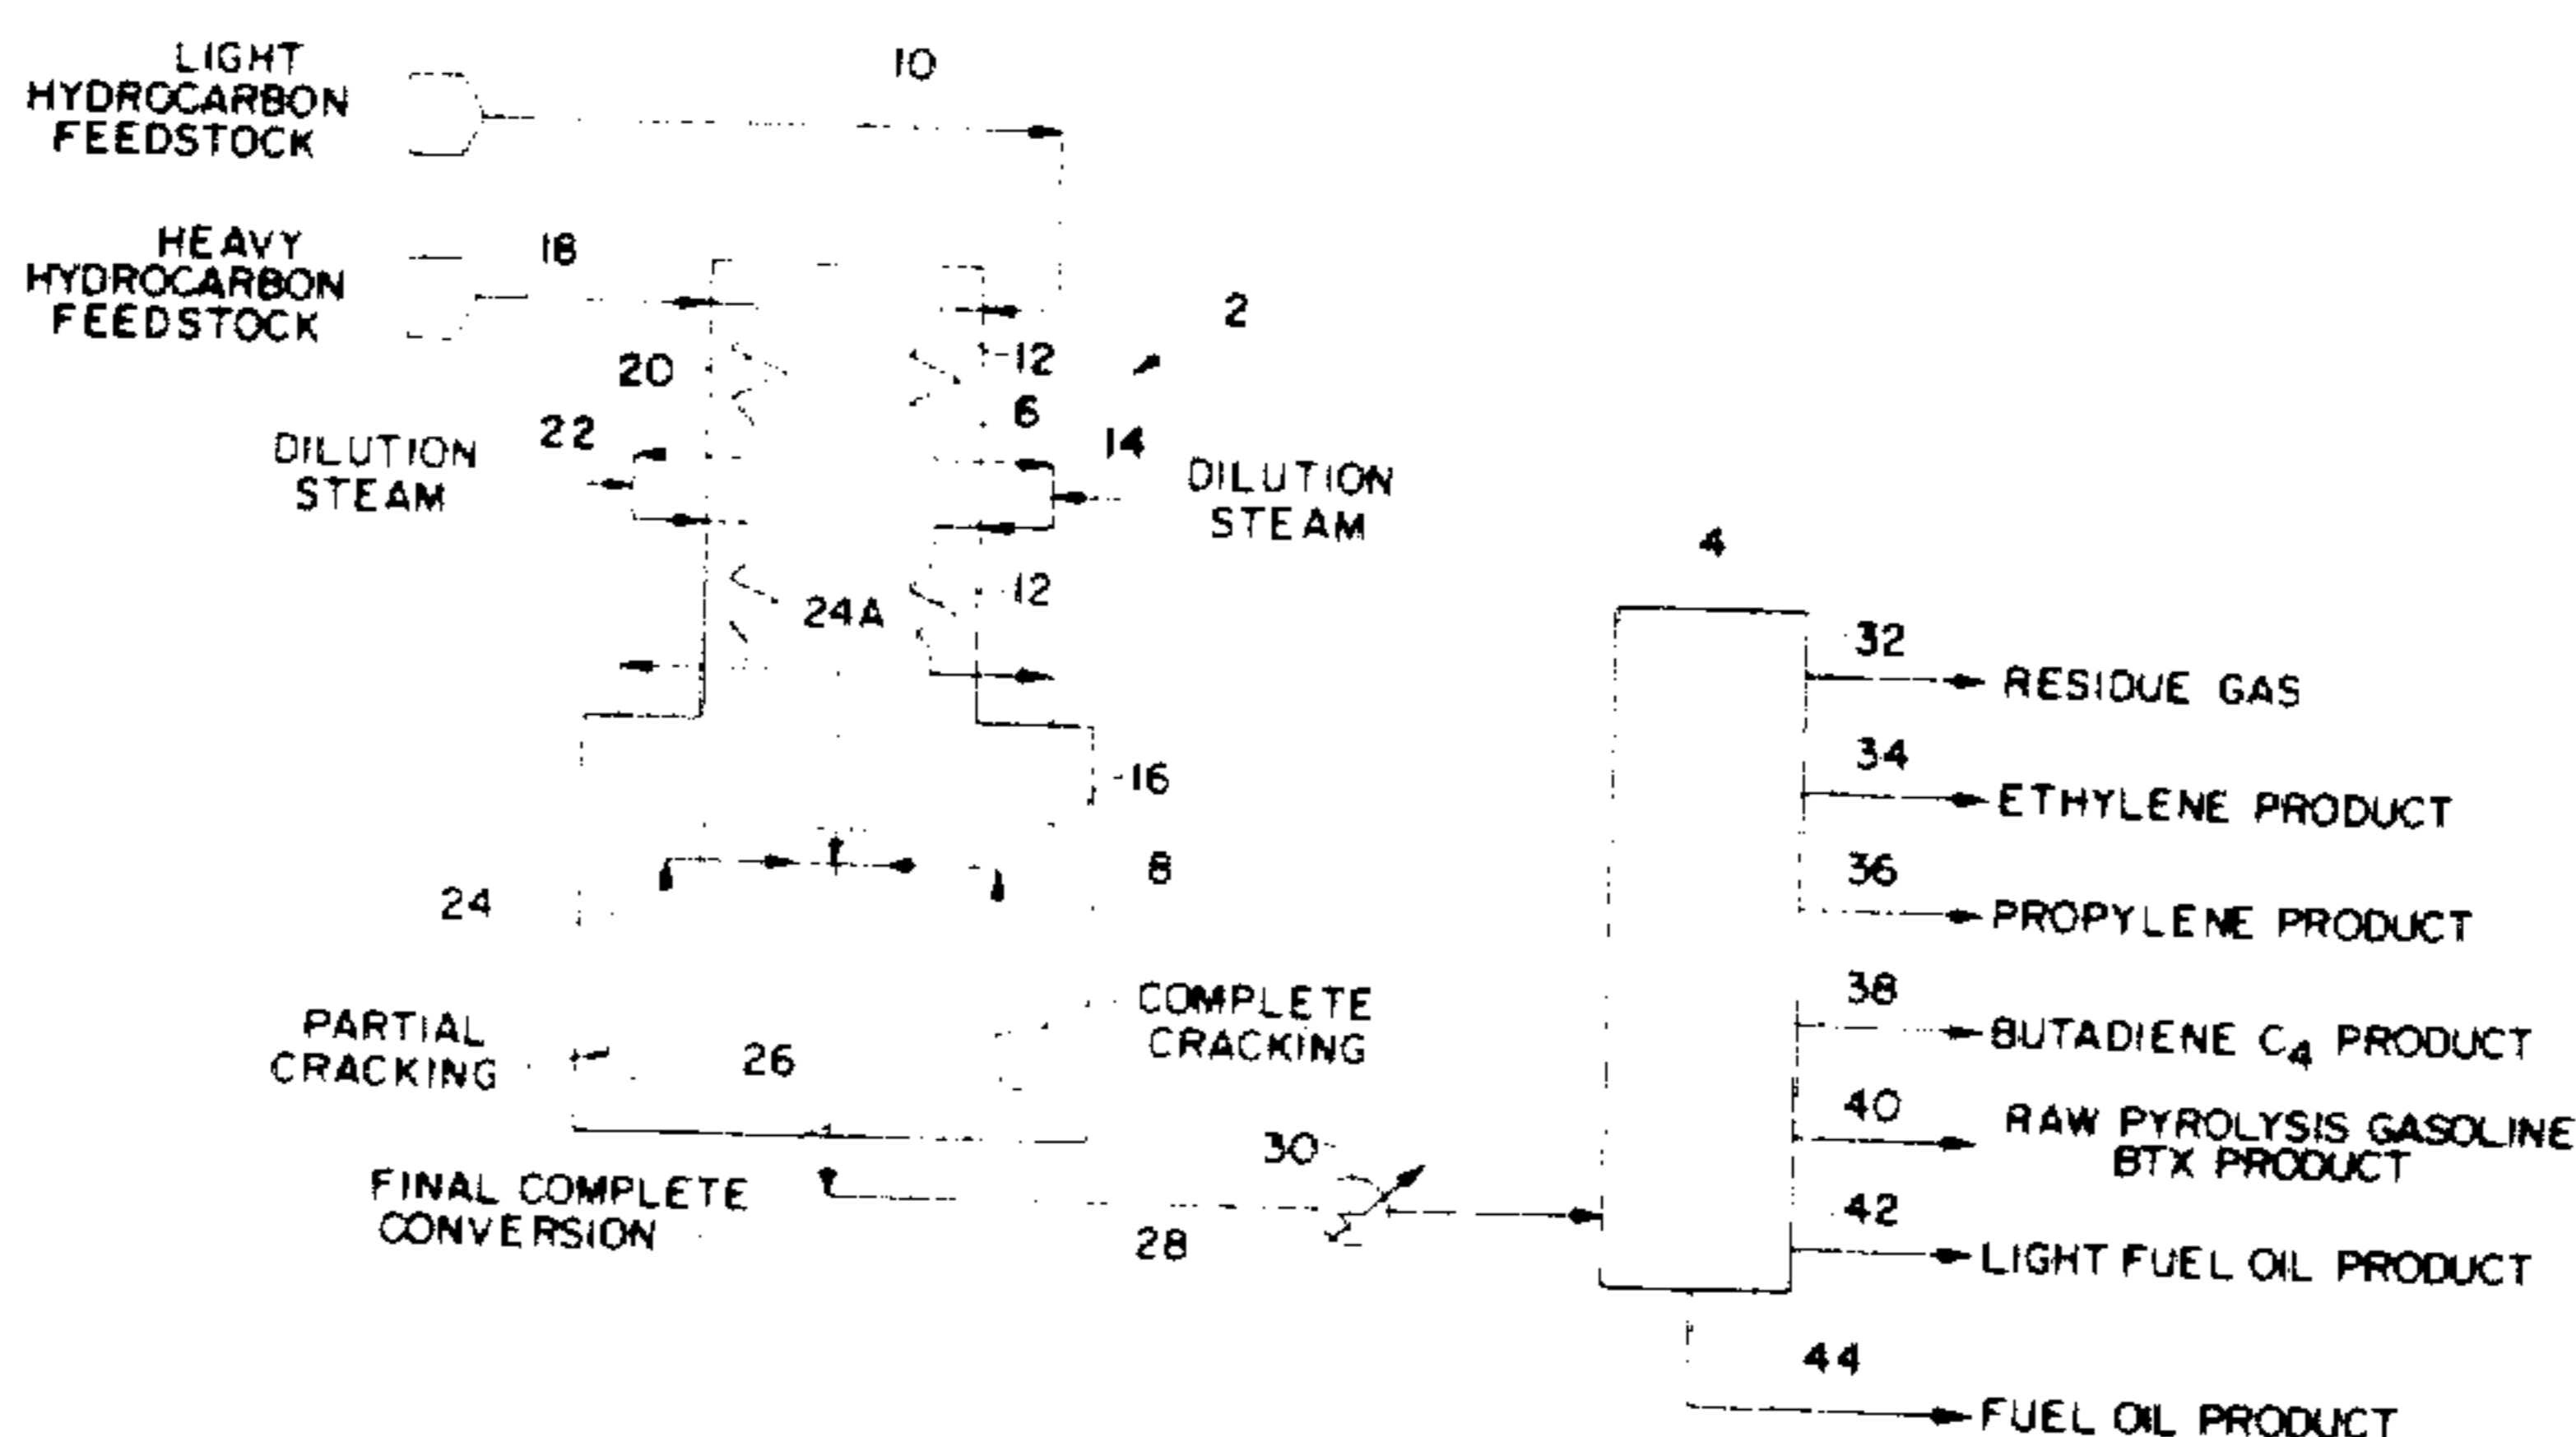 LIGHT
HYDROCARBON
FEEDSTOCK
10
HEAVY
HYDROCARBON
FEEDSTOCK
18
2
20
12
6
22
14
DILUTION
STEAM
DILUTION
STEAM
4
12
24A
32
RESIDUE GAS
16
34
ETHYLENE PRODUCT
8
36
24
PROPYLENE PRODUCT
38
COMPLETE
CRACKING
PARTIAL
CRACKING
26
BUTADIENE C4 PRODUCT
40
RAW PYROLYSIS GASOLINE
BTX PRODUCT
30
FINAL COMPLETE
CONVERSION
28
42
LIGHT FUEL OIL PRODUCT
44
FUEL OIL PRODUCT